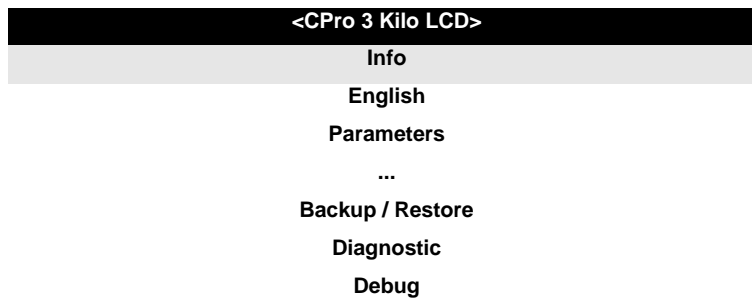 <CPro 3 Kilo LCD>
Info
English
Parameters
...
Backup / Restore
Diagnostic
Debug